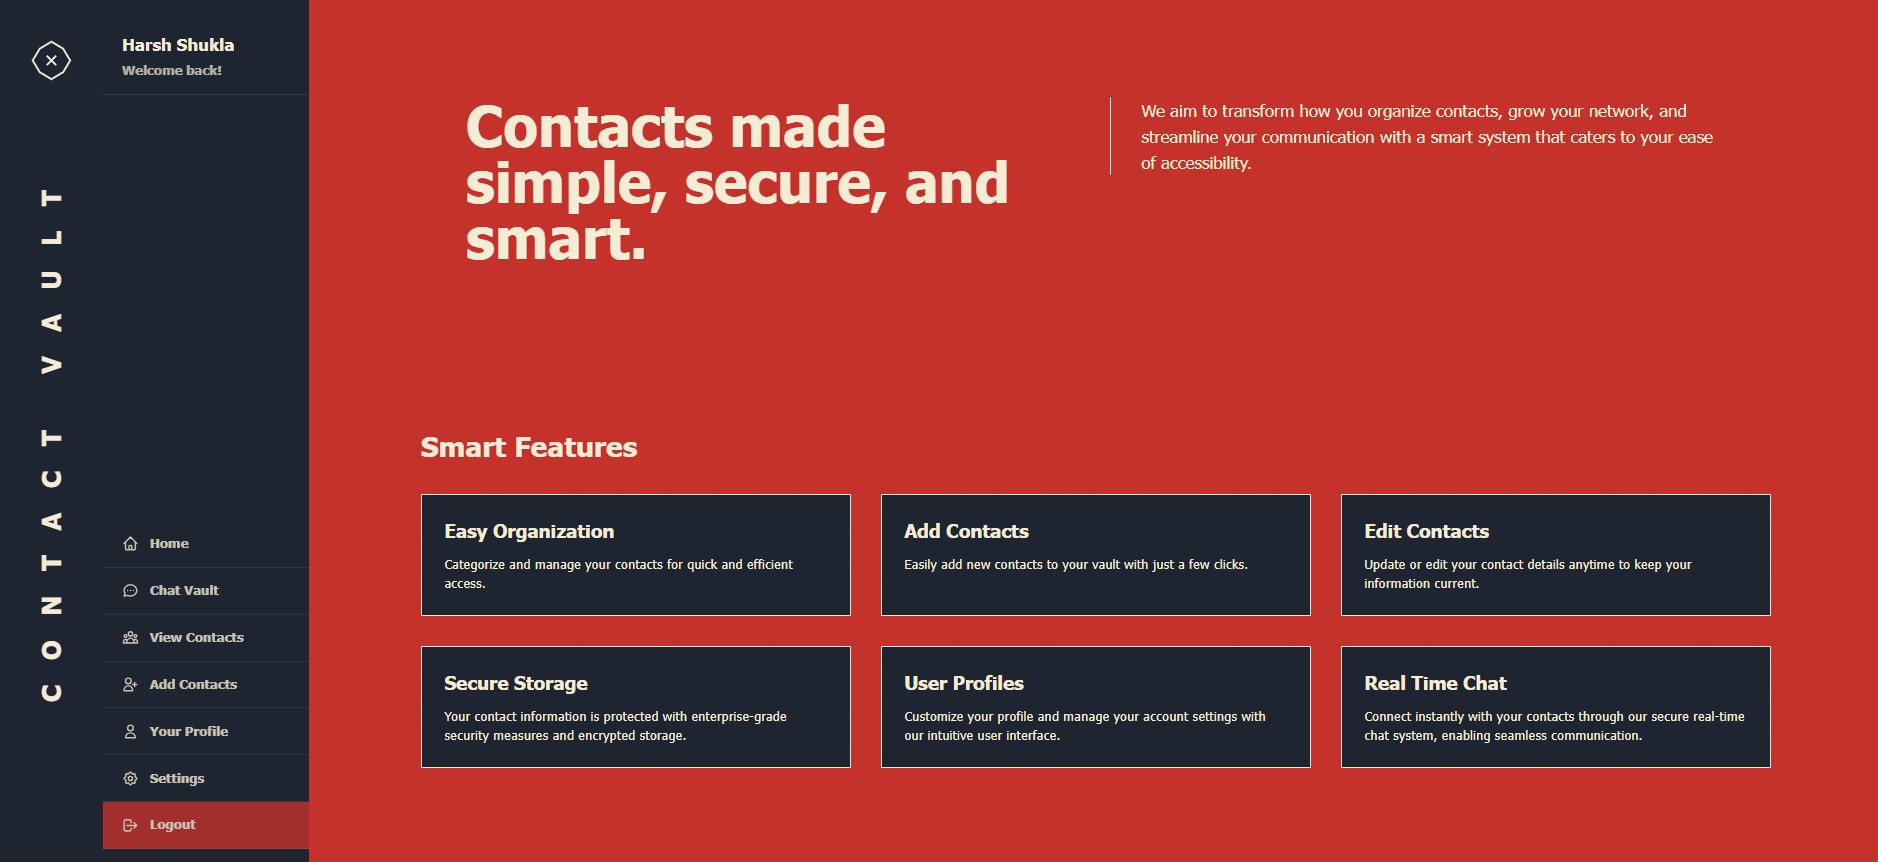 CONTACT VAULT
Harsh Shukla
Welcome back!
Home
Chat Vault
View Contacts
Add Contacts
Your Profile
Settings
Logout
Contacts made
simple, secure, and
smart.
We aim to transform how you organize contacts, grow your network, and
streamline your communication with a smart system that caters to your ease
of accessibility.
Smart Features
Easy Organization
Categorize and manage your contacts for quick and efficient
access.
Add Contacts
Easily add new contacts to your vault with just a few clicks.
Edit Contacts
Update or edit your contact details anytime to keep your
information current.
Secure Storage
Your contact information is protected with enterprise-grade
security measures and encrypted storage.
User Profiles
Customize your profile and manage your account settings with
our intuitive user interface.
Real Time Chat
Connect instantly with your contacts through our secure real-time
chat system, enabling seamless communication.